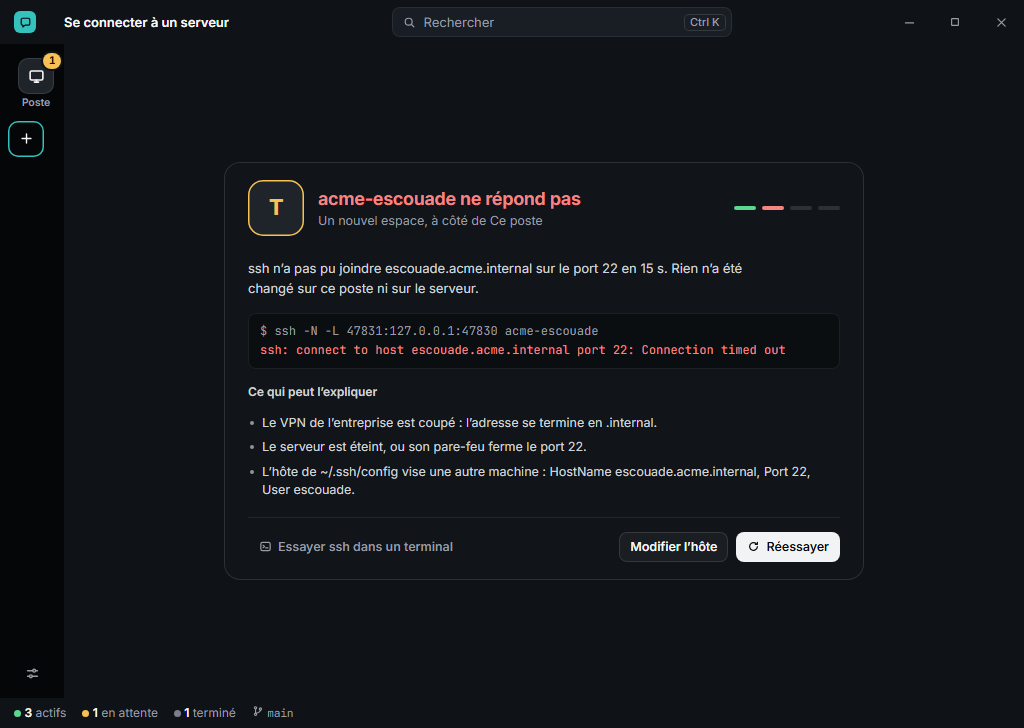 Se connecter à un serveur
Rechercher
Ctrl K
1
Poste
T
acme-escouade ne répond pas
Un nouvel espace, à côté de Ce poste
ssh n’a pas pu joindre escouade.acme.internal sur le port 22 en 15 s. Rien n’a été
changé sur ce poste ni sur le serveur.
$ ssh -N -L 47831:127.0.0.1:47830 acme-escouade
ssh: connect to host escouade.acme.internal port 22: Connection timed out
Ce qui peut l’expliquer
• Le VPN de l’entreprise est coupé : l’adresse se termine en .internal.
• Le serveur est éteint, ou son pare-feu ferme le port 22.
• L’hôte de ~/.ssh/config vise une autre machine : HostName escouade.acme.internal, Port 22,
User escouade.
Essayer ssh dans un terminal
Modifier l’hôte
Réessayer
3 actifs
1 en attente
1 terminé
main